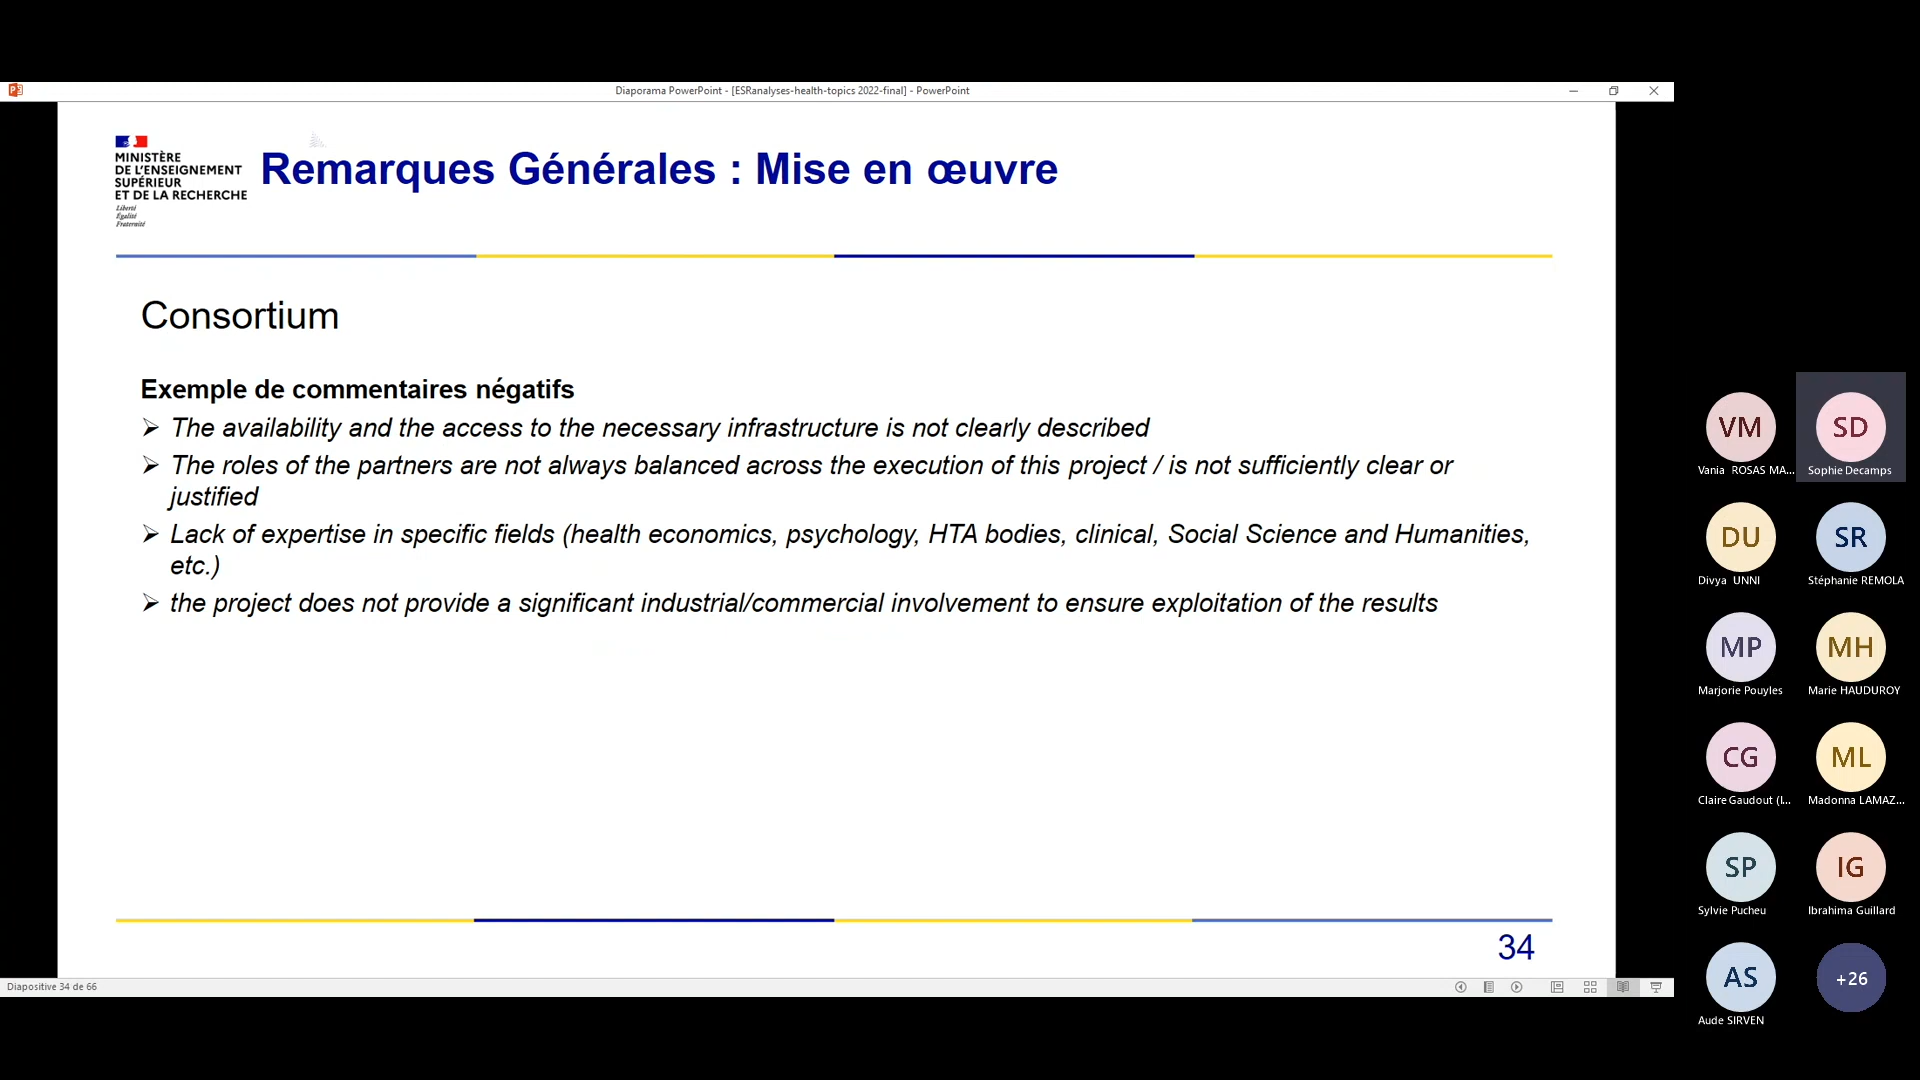 Diaporama PowerPoint - [ESRanalyses-health-topics 2022-final] - PowerPoint
MINISTÈRE
DE L'ENSEIGNEMENT
SUPÉRIEUR
ET DE LA RECHERCHE
Liberté
Égalité
Fraternité
Remarques Générales : Mise en œuvre
Consortium
Exemple de commentaires négatifs
The availability and the access to the necessary infrastructure is not clearly described
The roles of the partners are not always balanced across the execution of this project / is not sufficiently clear or
justified
Lack of expertise in specific fields (health economics, psychology, HTA bodies, clinical, Social Science and Humanities,
etc.)
the project does not provide a significant industrial/commercial involvement to ensure exploitation of the results
34
Diapositive 34 de 66
VM
Vania ROSAS MA...
SD
Sophie Decamps
DU
Divya UNNI
SR
Stéphanie REMOLA
MP
Marjorie Pouyles
MH
Marie HAUDUROY
CG
Claire Gaudout (I...
ML
Madonna LAMAZ...
SP
Sylvie Pucheu
IG
Ibrahima Guillard
AS
Aude SIRVEN
+26